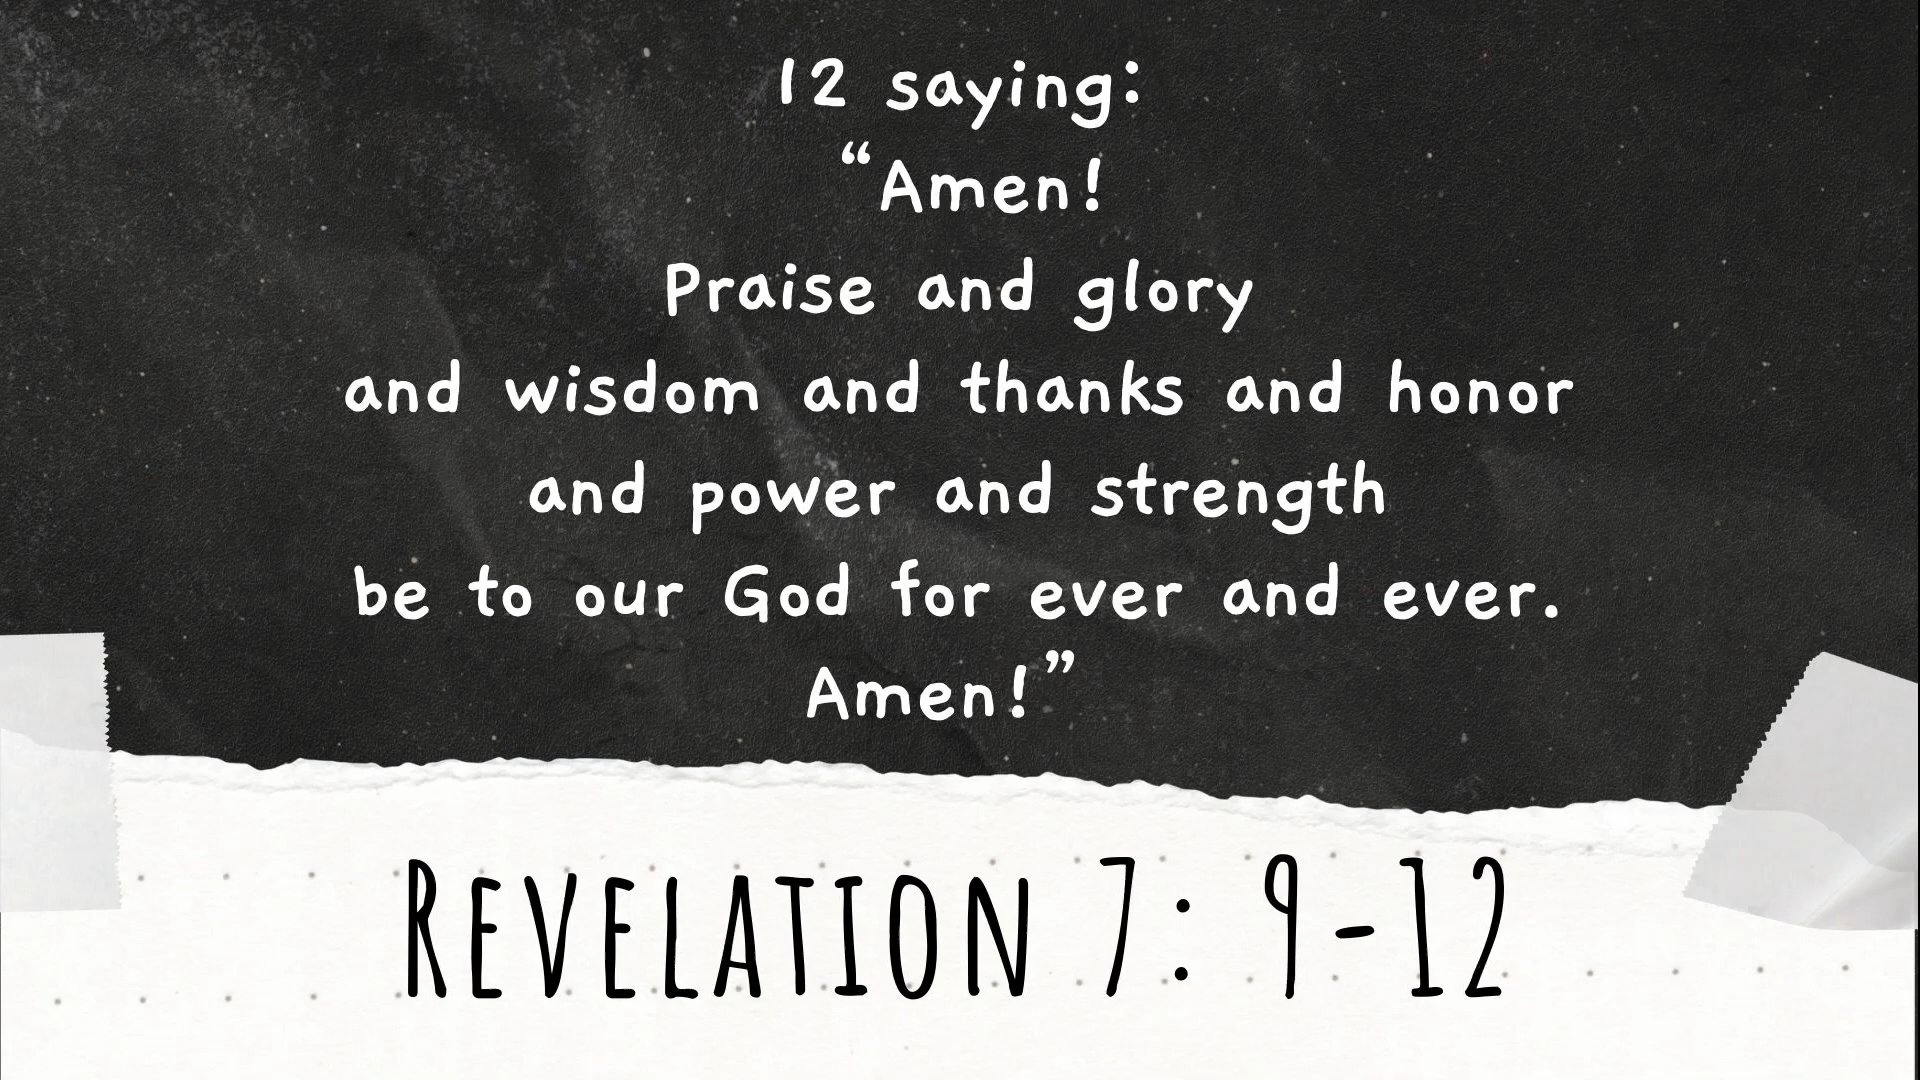 12 saying:
“Amen!
Praise and glory
and wisdom and thanks and honor
and power and strength
be to our God for ever and ever.
Amen!”
REVELATION 7: 9-12